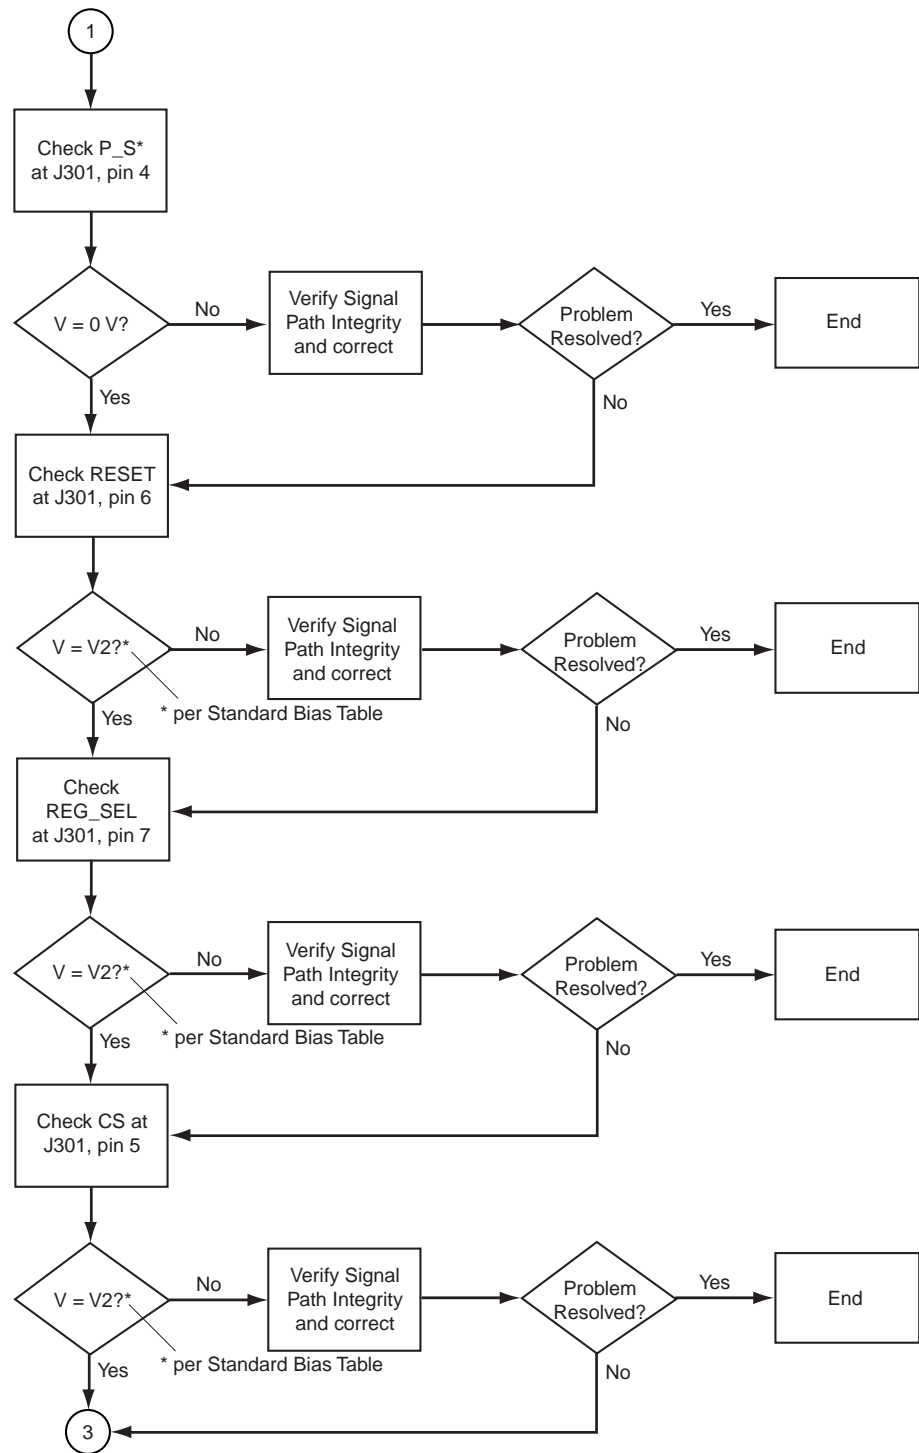 1
Check P_S*
at J301, pin 4
V = 0 V?
No
Verify Signal
Path Integrity
and correct
Problem
Resolved?
Yes
End
Yes
No
Check RESET
at J301, pin 6
V = V2?*
No
Verify Signal
Path Integrity
and correct
Problem
Resolved?
Yes
End
* per Standard Bias Table
Yes
No
Check
REG_SEL
at J301, pin 7
V = V2?*
No
Verify Signal
Path Integrity
and correct
Problem
Resolved?
Yes
End
* per Standard Bias Table
Yes
No
Check CS at
J301, pin 5
V = V2?*
No
Verify Signal
Path Integrity
and correct
Problem
Resolved?
Yes
End
* per Standard Bias Table
Yes
No
3